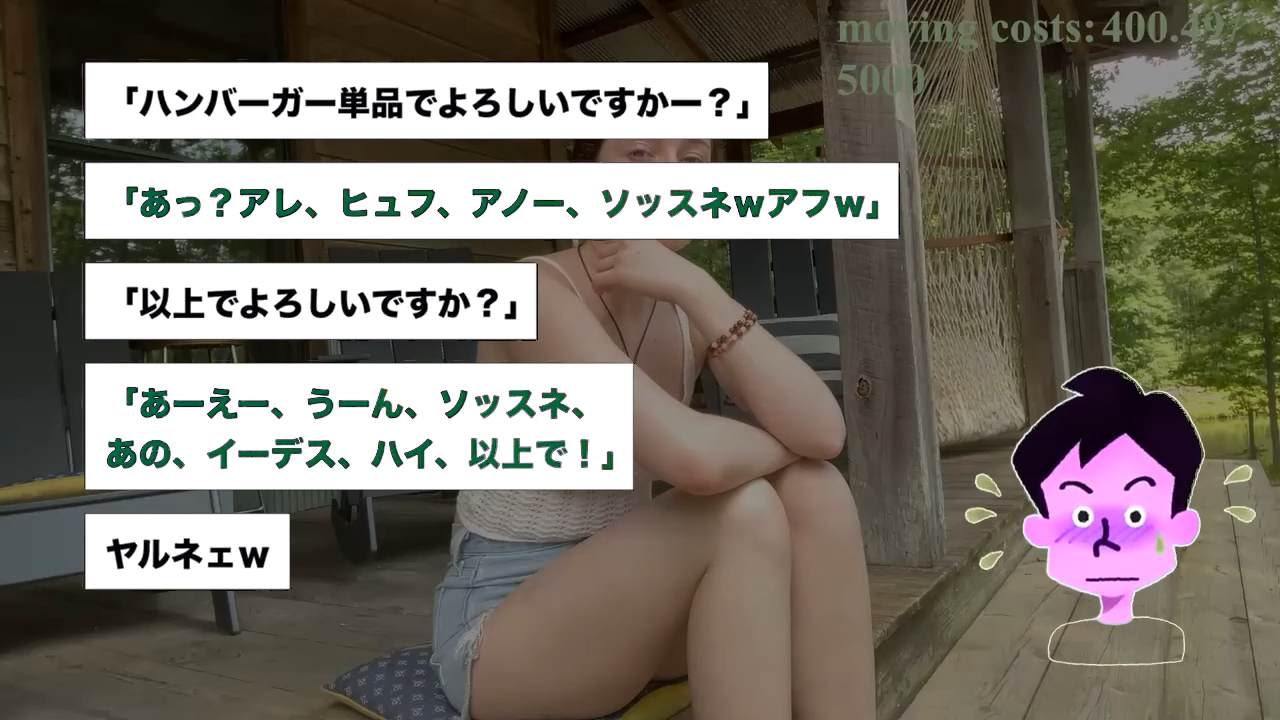 moving costs: 400.497
5000
「ハンバーガー単品でよろしいですかー？」
「あっ？アレ、ヒュフ、アノー、ソッスネｗアフｗ」
「以上でよろしいですか？」
「あーえー、うーん、ソッスネ、
あの、イーデス、ハイ、以上で！」
ヤルネェｗ